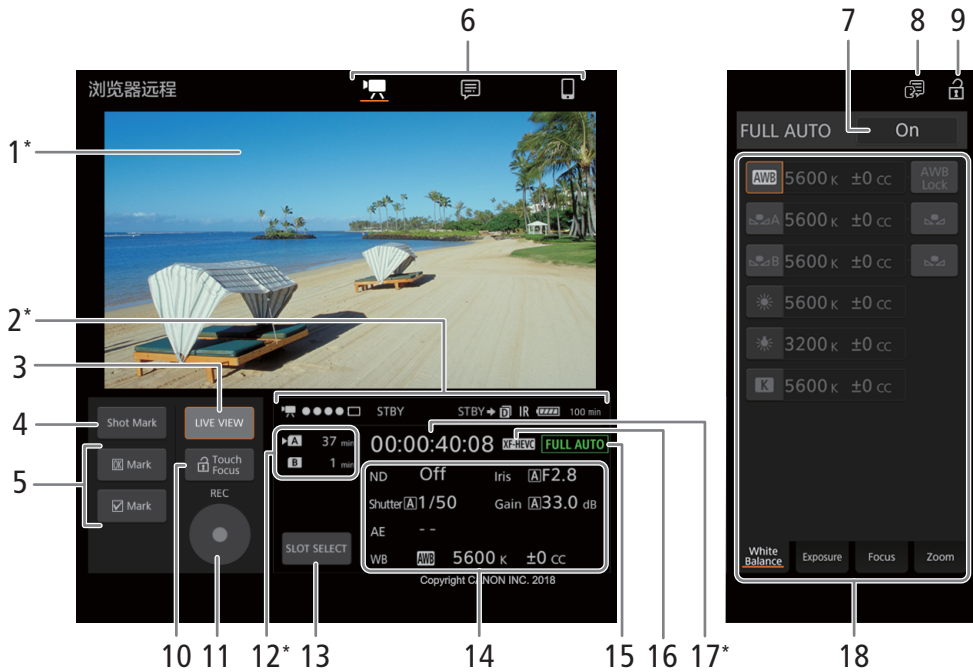 6
7
8
9
浏览器远程
FULL AUTO On
1*
AWB 5600 K ±0 CC AWB Lock
A 5600 K ±0 CC
B 5600 K ±0 CC
5600 K ±0 CC
3200 K ±0 CC
K 5600 K ±0 CC
2*
3
4
5
Shot Mark
LIVE VIEW
OK Mark
Touch Focus
Mark
REC
STBY STBY D IR 100 min
A 37 min
B 1 min
00:00:40:08 XF-HEVC FULL AUTO
ND Off Iris A F2.8
Shutter A 1/50 Gain A 33.0 dB
AE --
WB AWB 5600 K ±0 CC
SLOT SELECT
Copyright CANON INC. 2018
White Balance Exposure Focus Zoom
10 11 12* 13 14 15 16 17* 18